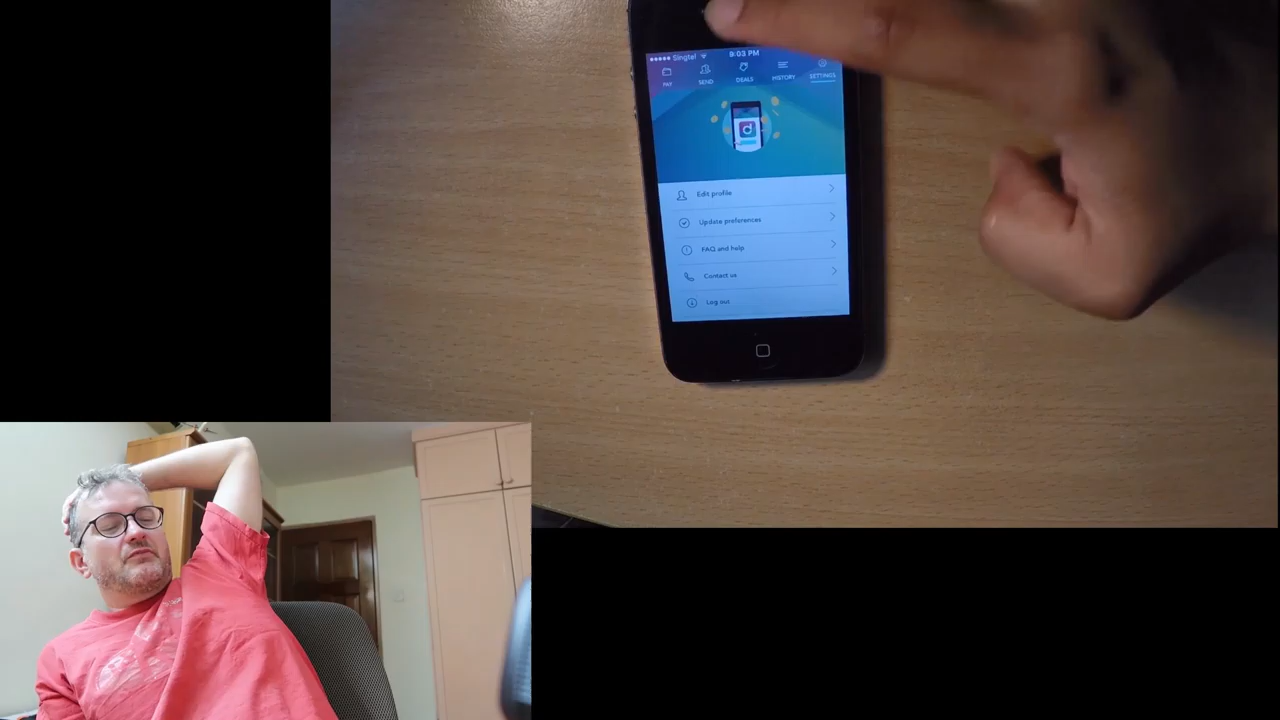 Singtel 9:03 PM
PAY SEND DEALS HISTORY SETTINGS
Edit profile
Update preferences
FAQ and help
Contact us
Log out